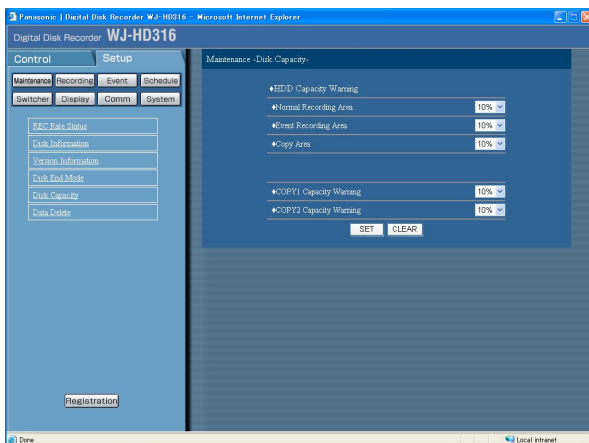 Panasonic | Digital Disk Recorder WJ-HD316 - Microsoft Internet Explorer
Digital Disk Recorder WJ-HD316
Control Setup
Maintenance Recording Event Schedule
Switcher Display Comm System
REC Rate Status
Disk Information
Version Information
Disk End Mode
Disk Capacity
Data Delete
Registration
Maintenance -Disk Capacity-
♦HDD Capacity Warning
♦Normal Recording Area 10%
♦Event Recording Area 10%
♦Copy Area 10%
♦COPY1 Capacity Warning 10%
♦COPY2 Capacity Warning 10%
SET CLEAR
Done Local intranet